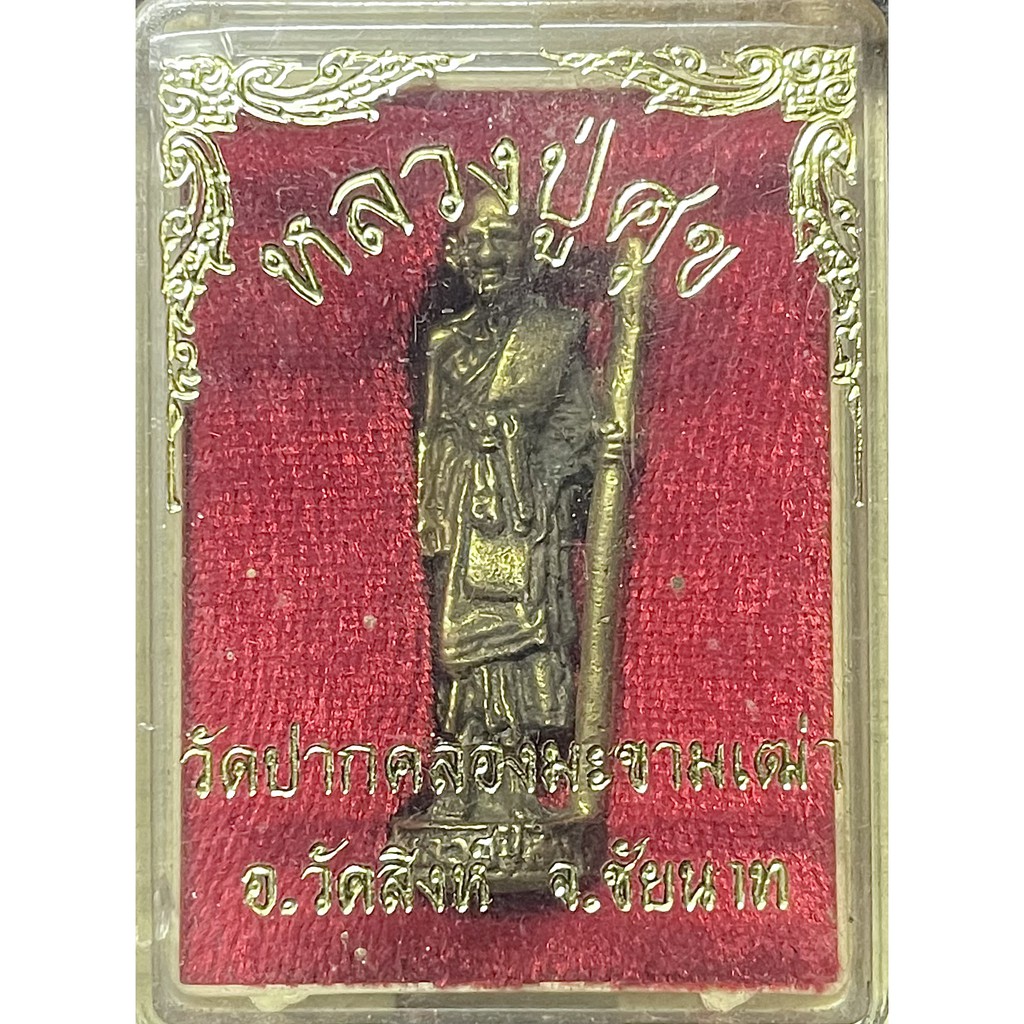 หลวงปู่ศุข
วัดปากคลองมะขามเฒ่า
อ.วัดสิงห์ จ.ชัยนาท